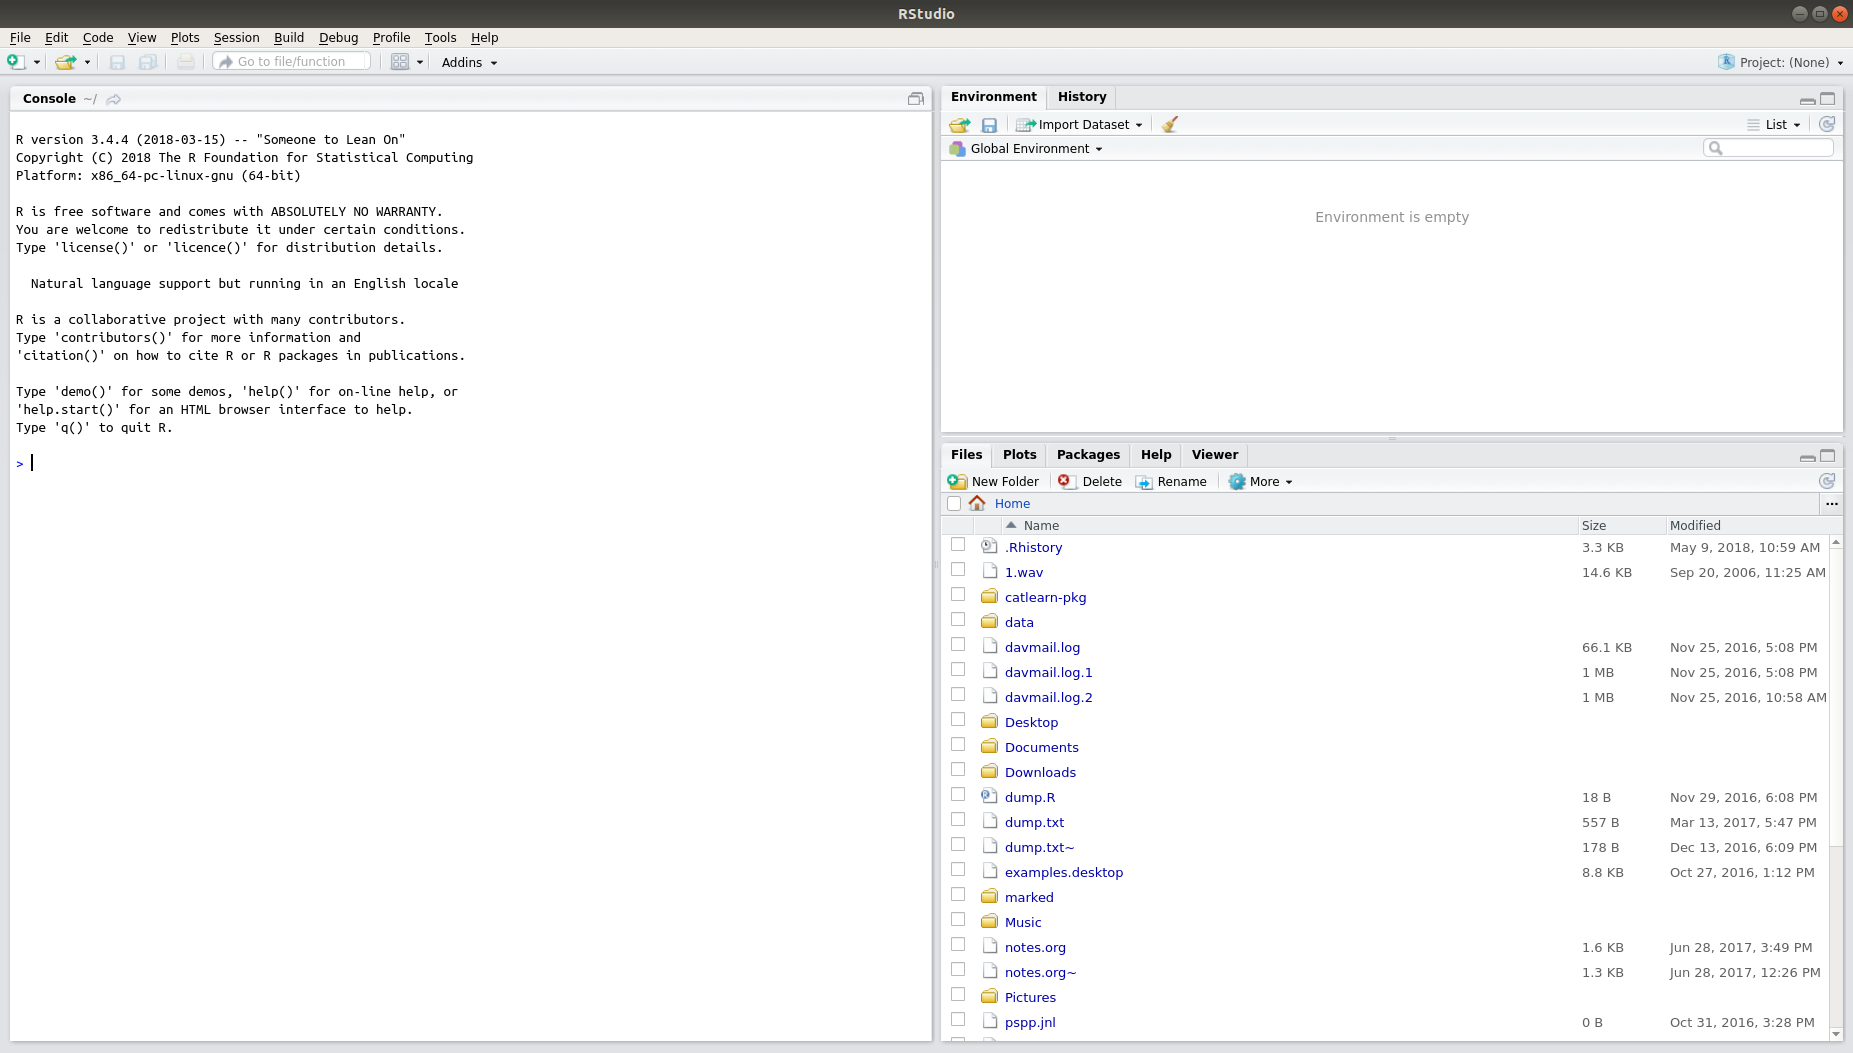 RStudio
File Edit Code View Plots Session Build Debug Profile Tools Help
Go to file/function Addins Project: (None)
Console ~/
R version 3.4.4 (2018-03-15) -- "Someone to Lean On"
Copyright (C) 2018 The R Foundation for Statistical Computing
Platform: x86_64-pc-linux-gnu (64-bit)
R is free software and comes with ABSOLUTELY NO WARRANTY.
You are welcome to redistribute it under certain conditions.
Type 'license()' or 'licence()' for distribution details.
Natural language support but running in an English locale
R is a collaborative project with many contributors.
Type 'contributors()' for more information and
'citation()' on how to cite R or R packages in publications.
Type 'demo()' for some demos, 'help()' for on-line help, or
'help.start()' for an HTML browser interface to help.
Type 'q()' to quit R.
>
Environment History
Import Dataset List
Global Environment
Environment is empty
Files Plots Packages Help Viewer
New Folder Delete Rename More
Home ...
Name Size Modified
.Rhistory 3.3 KB May 9, 2018, 10:59 AM
1.wav 14.6 KB Sep 20, 2006, 11:25 AM
catlearn-pkg
data
davmail.log 66.1 KB Nov 25, 2016, 5:08 PM
davmail.log.1 1 MB Nov 25, 2016, 5:08 PM
davmail.log.2 1 MB Nov 25, 2016, 10:58 AM
Desktop
Documents
Downloads
dump.R 18 B Nov 29, 2016, 6:08 PM
dump.txt 557 B Mar 13, 2017, 5:47 PM
dump.txt~ 178 B Dec 13, 2016, 6:09 PM
examples.desktop 8.8 KB Oct 27, 2016, 1:12 PM
marked
Music
notes.org 1.6 KB Jun 28, 2017, 3:49 PM
notes.org~ 1.3 KB Jun 28, 2017, 12:26 PM
Pictures
pspp.jnl 0 B Oct 31, 2016, 3:28 PM